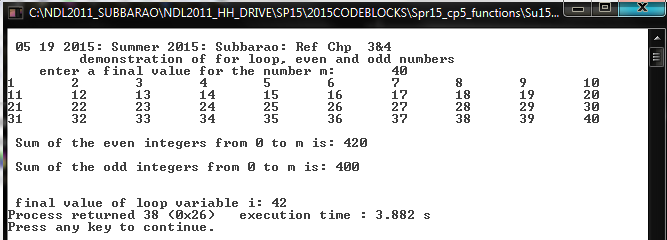 C:\NDL2011_SUBBARAO\NDL2011_HH_DRIVE\SP15\2015CODEBLOCKS\Spr15_cp5_functions\Su15...
05 19 2015: Summer 2015: Subbarao: Ref Chp 3&4
demonstration of for loop, even and odd numbers
enter a final value for the number m: 40
1 2 3 4 5 6 7 8 9 10
11 12 13 14 15 16 17 18 19 20
21 22 23 24 25 26 27 28 29 30
31 32 33 34 35 36 37 38 39 40
Sum of the even integers from 0 to m is: 420
Sum of the odd integers from 0 to m is: 400
final value of loop variable i: 42
Process returned 38 (0x26) execution time : 3.882 s
Press any key to continue.